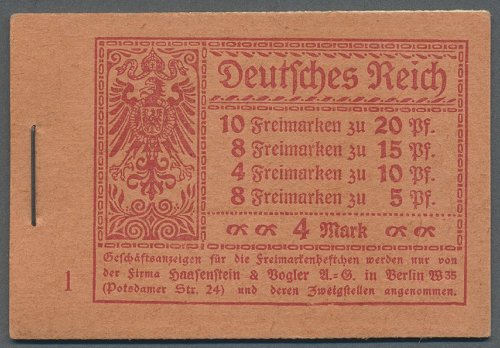 Deutſches Reich
10 Freimarken zu 20 Pf.
8 Freimarken zu 15 Pf.
4 Freimarken zu 10 Pf.
8 Freimarken zu 5 Pf.
4 Mark
Geſchäftsanzeigen für die Freimarkenheftchen werden nur von
der Firma Haaſenſtein & Vogler A.=G. in Berlin W 35
(Potsdamer Str. 24) und deren Zweigſtellen angenommen.
1